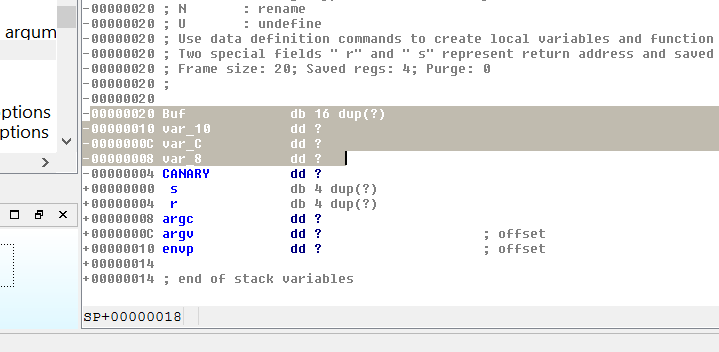 -00000020 ; N : rename
-00000020 ; U : undefine
-00000020 ; Use data definition commands to create local variables and function
-00000020 ; Two special fields " r" and " s" represent return address and saved
-00000020 ; Frame size: 20; Saved regs: 4; Purge: 0
-00000020 ;
-00000020
-00000020 Buf db 16 dup(?)
-00000010 var_10 dd ?
-0000000C var_C dd ?
-00000008 var_8 dd ?
-00000004 CANARY dd ?
+00000000 s db 4 dup(?)
+00000004 r db 4 dup(?)
+00000008 argc dd ?
+0000000C argv dd ? ; offset
+00000010 envp dd ? ; offset
+00000014
+00000014 ; end of stack variables
SP+00000018
argum
ptions
ptions